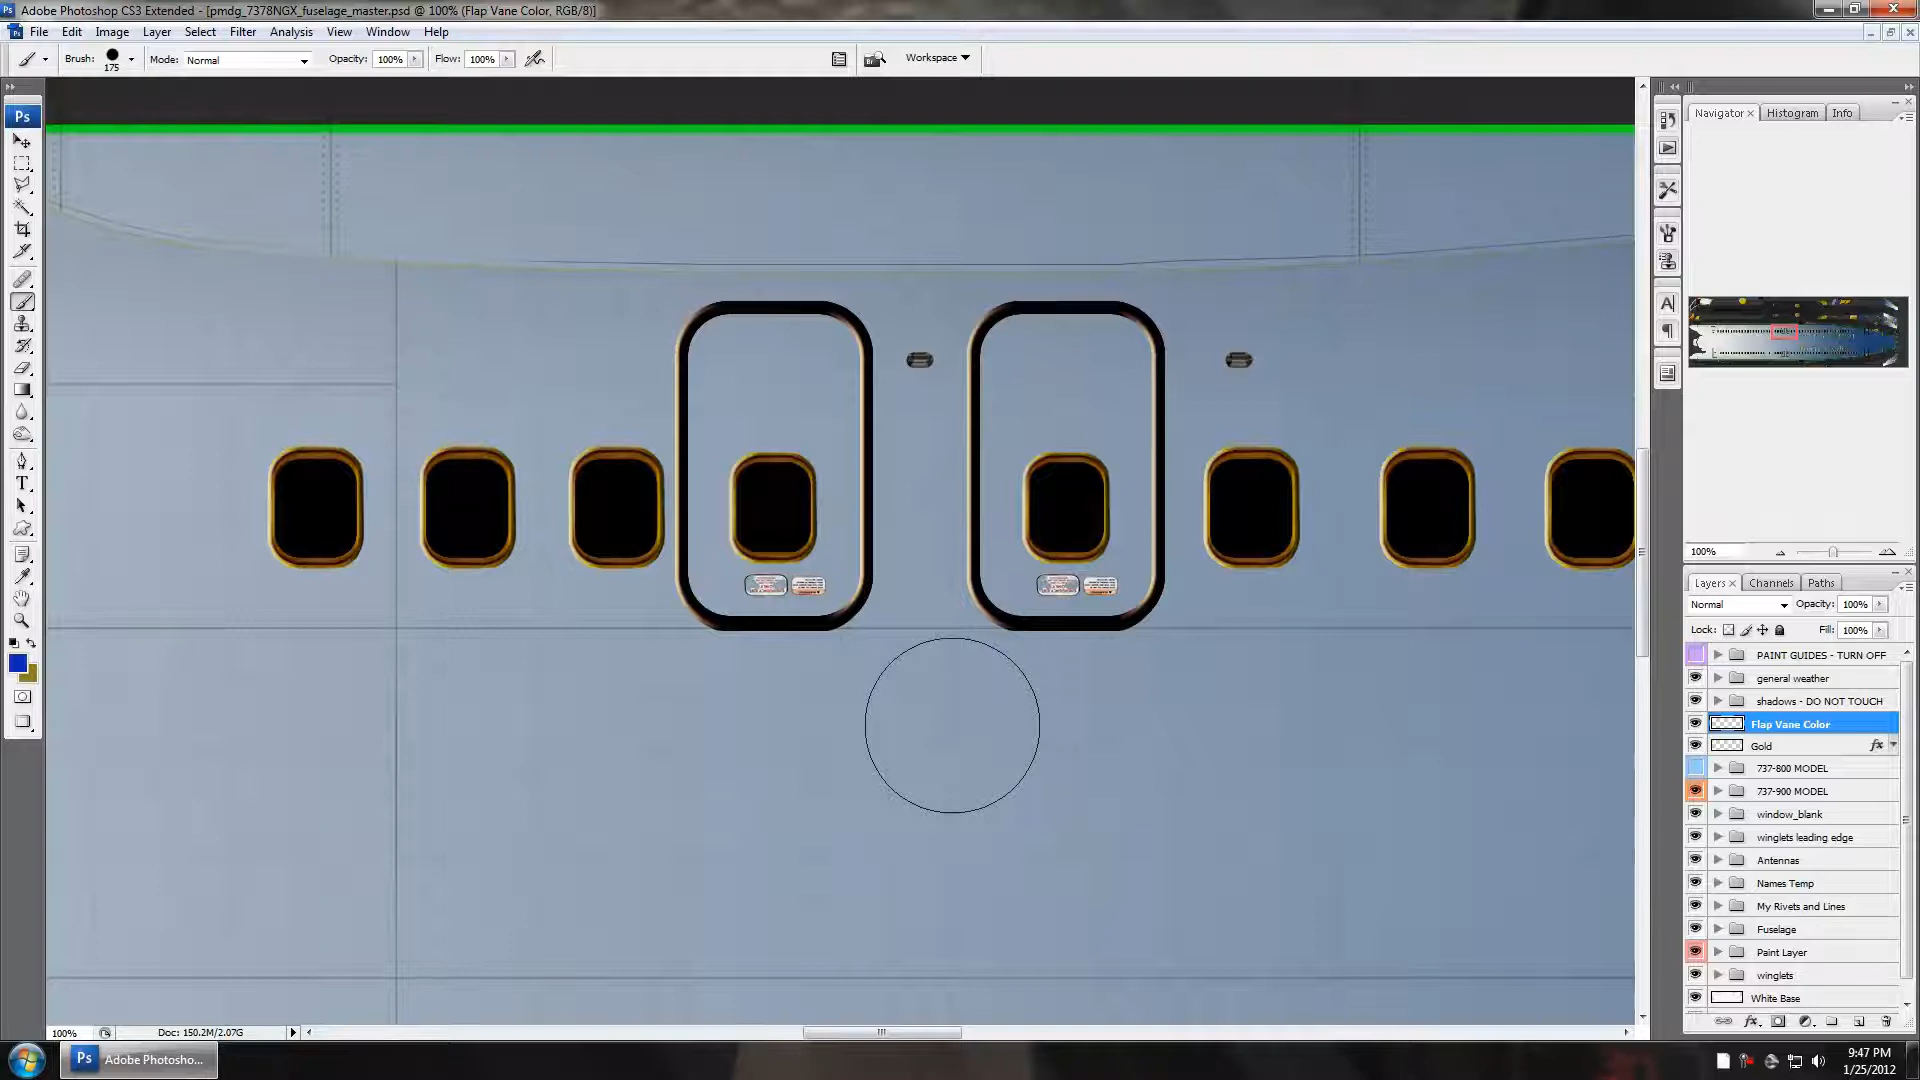 Adobe Photoshop CS3 Extended - [pmdg_7378NGX_fuselage_master.psd @ 100% (Flap Vane Color, RGB/8)]
File Edit Image Layer Select Filter Analysis View Window Help
Brush: 175 Mode: Normal Opacity: 100% Flow: 100% Workspace
Ps
Navigator Histogram Info
100%
Layers Channels Paths
Normal Opacity: 100%
Lock: Fill: 100%
PAINT GUIDES - TURN OFF
general weather
shadows - DO NOT TOUCH
Flap Vane Color
Gold fx
737-800 MODEL
737-900 MODEL
window_blank
winglets leading edge
Antennas
Names Temp
My Rivets and Lines
Fuselage
Paint Layer
winglets
White Base
100% Doc: 150.2M/2.07G
Ps Adobe Photosho...
9:47 PM
1/25/2012